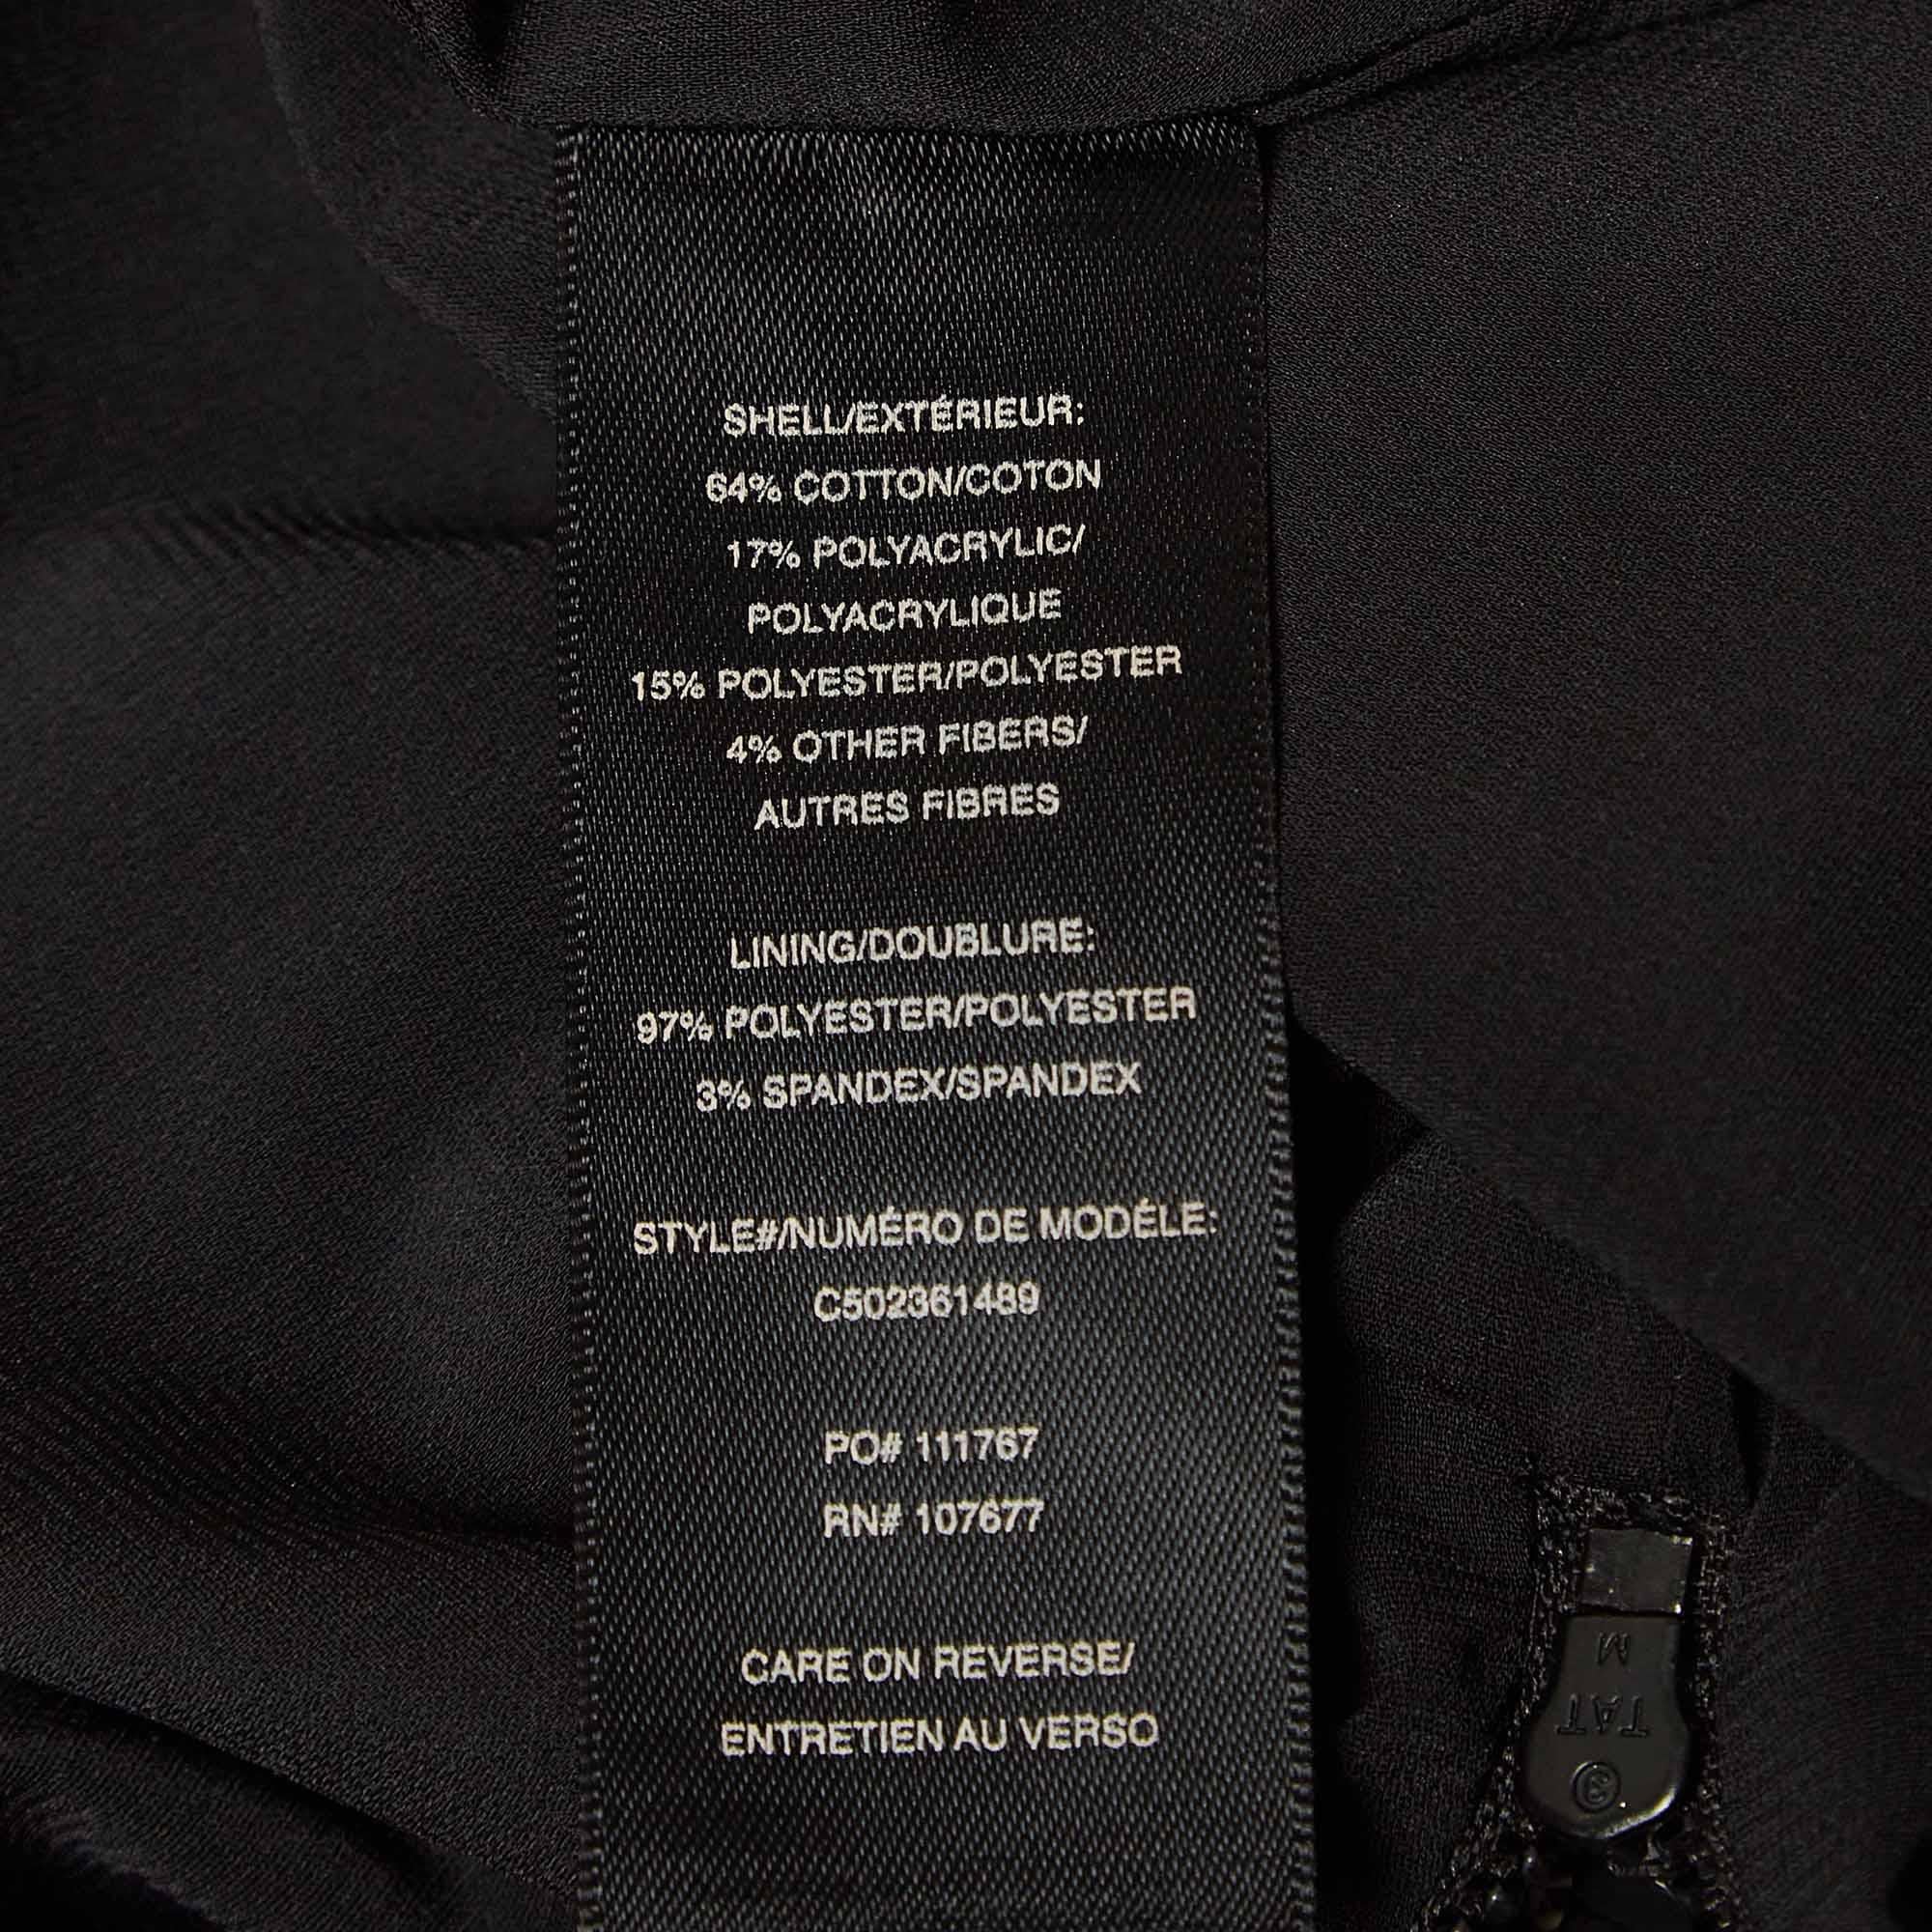 SHELL/EXTÉRIEUR:
64% COTTON/COTON
17% POLYACRYLIC/
POLYACRYLIQUE
15% POLYESTER/POLYESTER
4% OTHER FIBERS/
AUTRES FIBRES
LINING/DOUBLURE:
97% POLYESTER/POLYESTER
3% SPANDEX/SPANDEX
STYLE#/NUMÉRO DE MODÉLE:
C502361489
PO# 111767
RN# 107677
CARE ON REVERSE/
ENTRETIEN AU VERSO
M
TAT